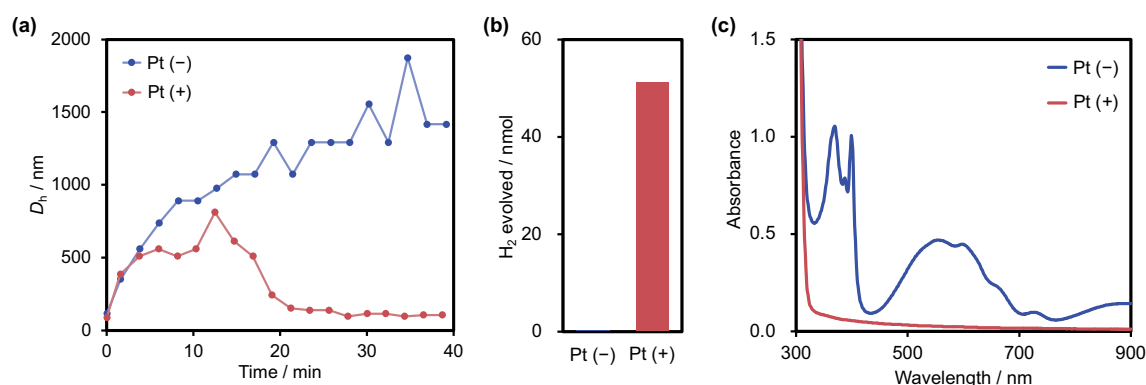 (a)
2000
1500
1000
500
0
D_h / nm
Pt (−)
Pt (+)
0 10 20 30 40
Time / min
(b)
60
40
20
0
H₂ evolved / nmol
Pt (−) Pt (+)
(c)
1.5
1.0
0.5
0.0
Absorbance
Pt (−)
Pt (+)
300 500 700 900
Wavelength / nm